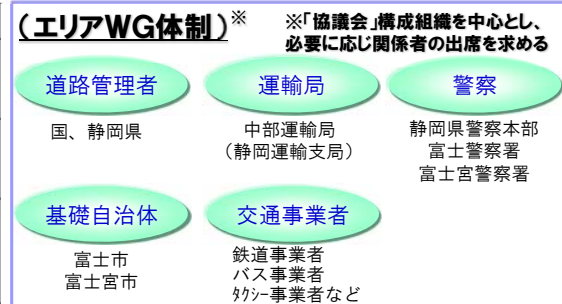 (エリアWG体制)※
※「協議会」構成組織を中心とし、
必要に応じ関係者の出席を求める
道路管理者
運輸局
警察
国、静岡県
中部運輸局
(静岡運輸支局)
静岡県警察本部
富士警察署
富士宮警察署
基礎自治体
交通事業者
富士市
富士宮市
鉄道事業者
バス事業者
タクシー事業者など